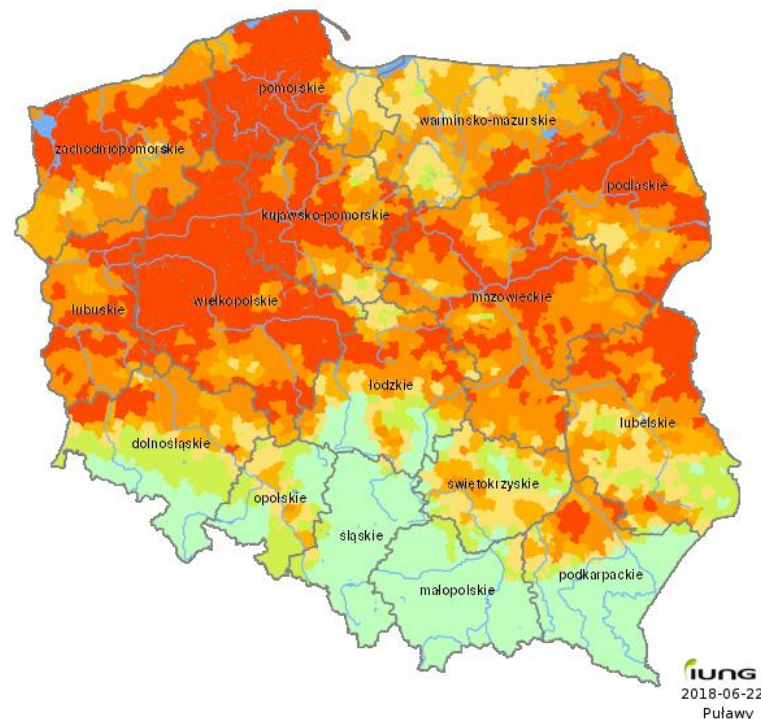 pomorskie
warminsko-mazurskie
zachodniopomorskie
podlaskie
kujawsko-pomorskie
mazowieckie
wielkopolskie
lubuskie
łódzkie
lubelskie
dolnośląskie
świętokrzyskie
opolskie
śląskie
podkarpackie
małopolskie
iUNG
2018-06-22
Puławy